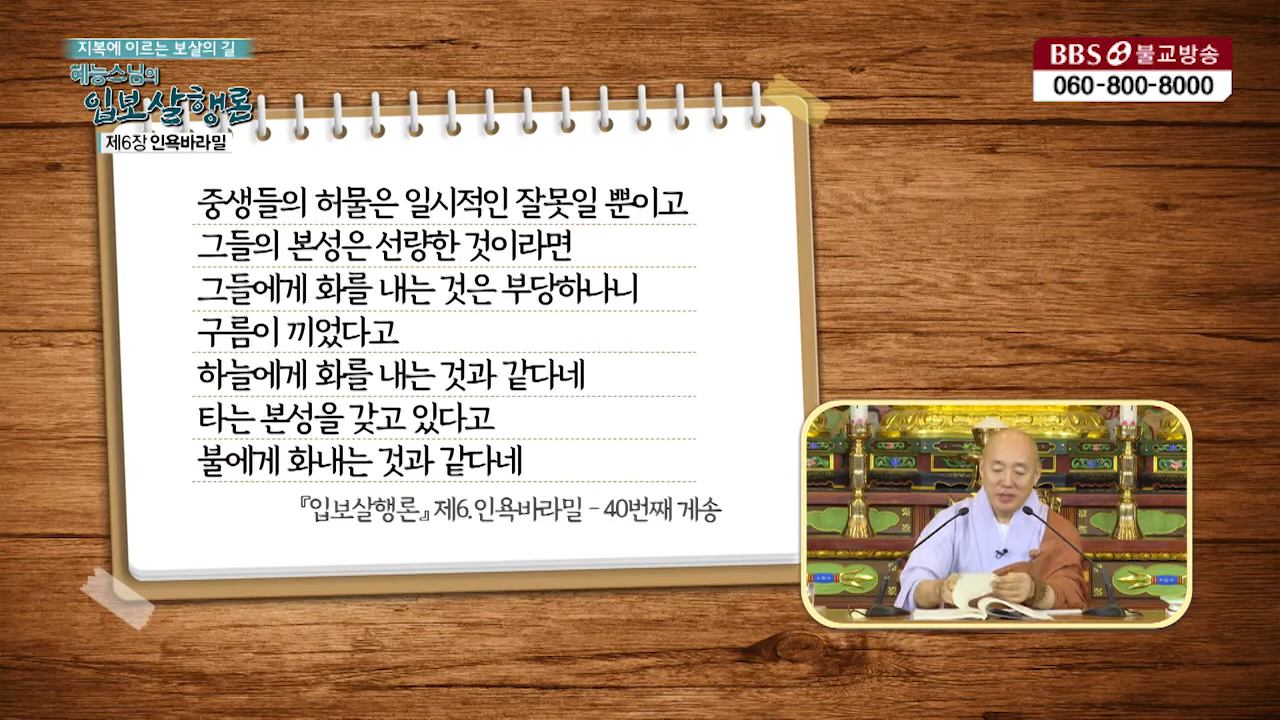 지복에 이르는 보살의 길
혜능스님의
입보살행론
제6장 인욕바라밀
BBS 불교방송
060-800-8000
중생들의 허물은 일시적인 잘못일 뿐이고
그들의 본성은 선량한 것이라면
그들에게 화를 내는 것은 부당하나니
구름이 끼었다고
하늘에게 화를 내는 것과 같다네
타는 본성을 갖고 있다고
불에게 화내는 것과 같다네
『입보살행론』 제6.인욕바라밀 - 40번째 게송